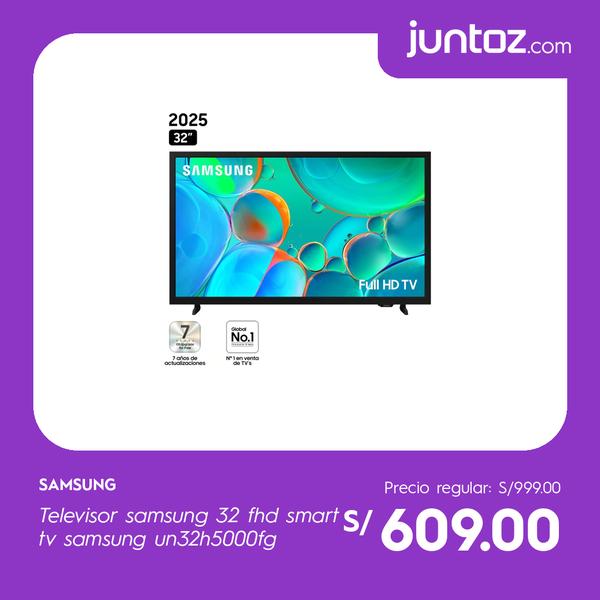 juntoz.com
2025
32"
SAMSUNG
Full HD TV
7
7 años de
actualizaciones
Global
No.1
N° 1 en venta
de TV's
SAMSUNG
Precio regular: S/999.00
Televisor samsung 32 fhd smart
tv samsung un32h5000fg
S/ 609.00